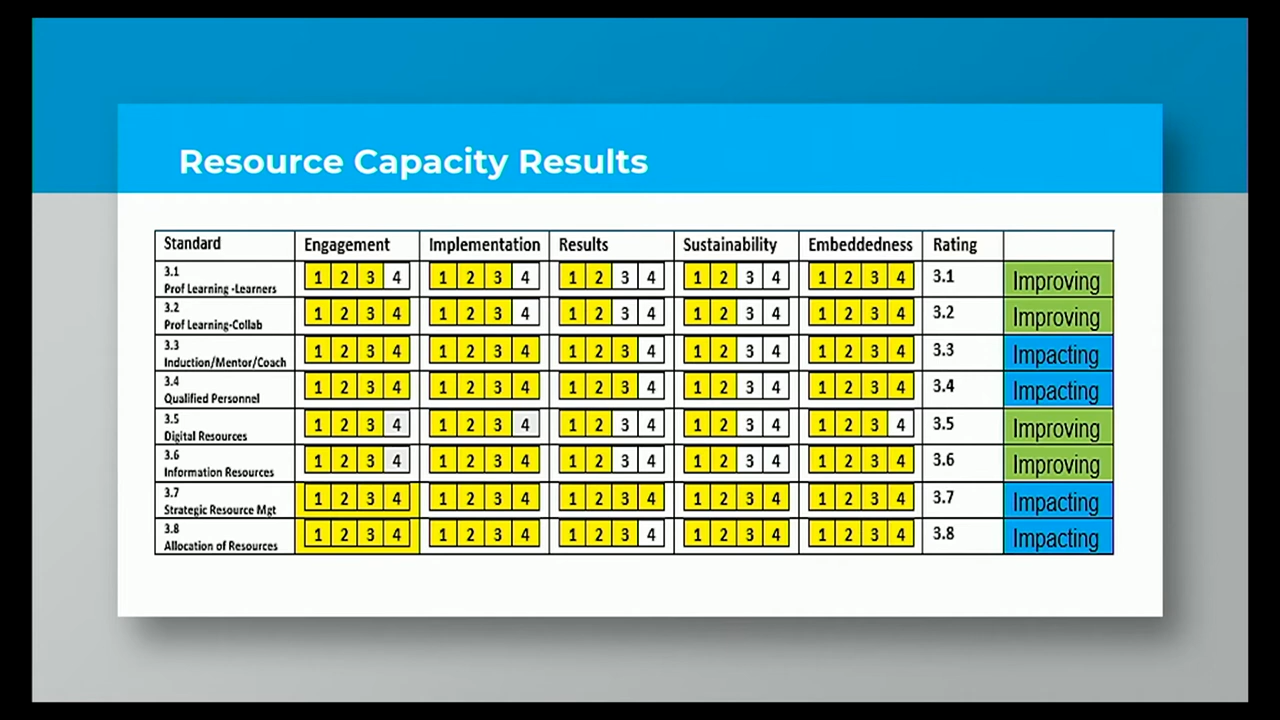 Resource Capacity Results
Standard Engagement Implementation Results Sustainability Embeddedness Rating
3.1 1 2 3 4 1 2 3 4 1 2 3 4 1 2 3 4 1 2 3 4 3.1 Improving
Prof Learning -Learners
3.2 1 2 3 4 1 2 3 4 1 2 3 4 1 2 3 4 1 2 3 4 3.2 Improving
Prof Learning-Collab
3.3 1 2 3 4 1 2 3 4 1 2 3 4 1 2 3 4 1 2 3 4 3.3 Impacting
Induction/Mentor/Coach
3.4 1 2 3 4 1 2 3 4 1 2 3 4 1 2 3 4 1 2 3 4 3.4 Impacting
Qualified Personnel
3.5 1 2 3 4 1 2 3 4 1 2 3 4 1 2 3 4 1 2 3 4 3.5 Improving
Digital Resources
3.6 1 2 3 4 1 2 3 4 1 2 3 4 1 2 3 4 1 2 3 4 3.6 Improving
Information Resources
3.7 1 2 3 4 1 2 3 4 1 2 3 4 1 2 3 4 1 2 3 4 3.7 Impacting
Strategic Resource Mgt
3.8 1 2 3 4 1 2 3 4 1 2 3 4 1 2 3 4 1 2 3 4 3.8 Impacting
Allocation of Resources